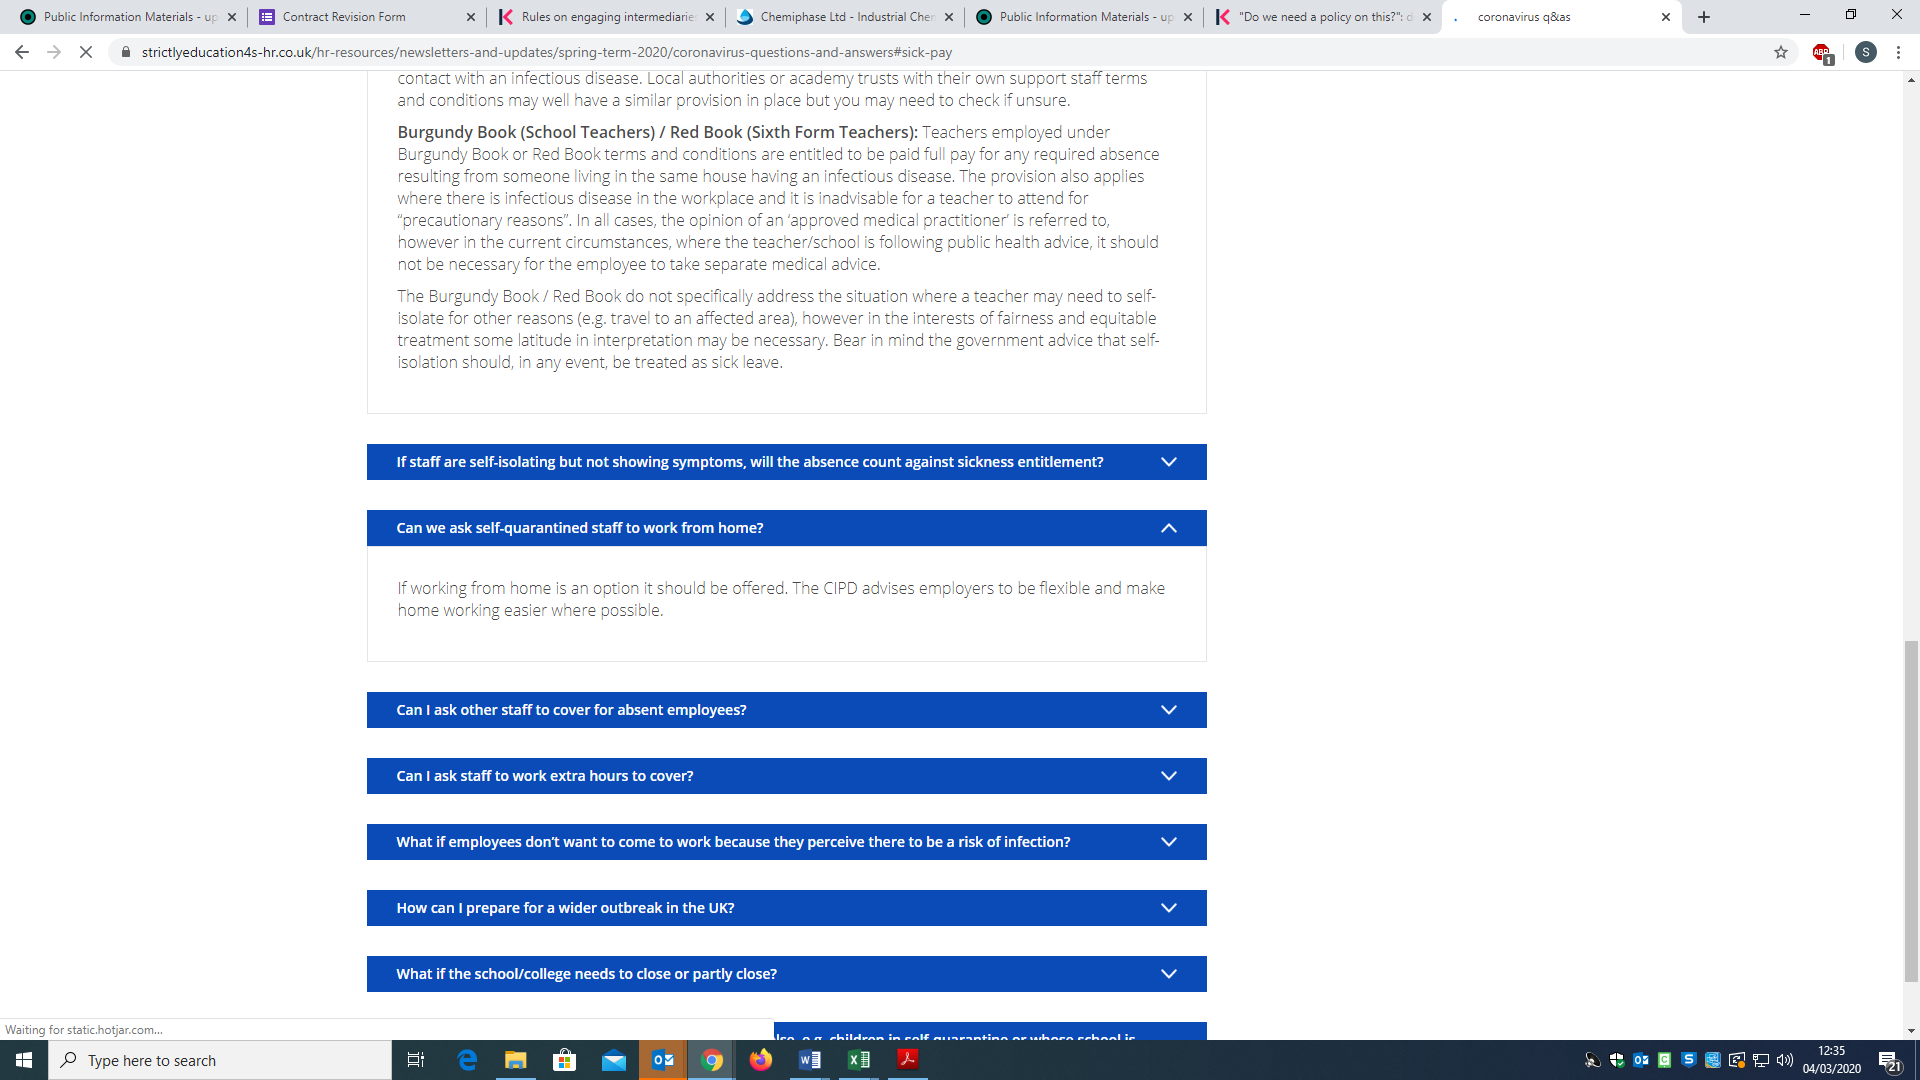 Public Information Materials - up
Contract Revision Form
Rules on engaging intermediarie
Chemiphase Ltd - Industrial Chem
Public Information Materials - up
"Do we need a policy on this?": d
coronavirus q&as
strictlyeducation4s-hr.co.uk/hr-resources/newsletters-and-updates/spring-term-2020/coronavirus-questions-and-answers#sick-pay
ABP
1
S
contact with an infectious disease. Local authorities or academy trusts with their own support staff terms
and conditions may well have a similar provision in place but you may need to check if unsure.
Burgundy Book (School Teachers) / Red Book (Sixth Form Teachers): Teachers employed under
Burgundy Book or Red Book terms and conditions are entitled to be paid full pay for any required absence
resulting from someone living in the same house having an infectious disease. The provision also applies
where there is infectious disease in the workplace and it is inadvisable for a teacher to attend for
“precautionary reasons”. In all cases, the opinion of an ‘approved medical practitioner’ is referred to,
however in the current circumstances, where the teacher/school is following public health advice, it should
not be necessary for the employee to take separate medical advice.
The Burgundy Book / Red Book do not specifically address the situation where a teacher may need to self-
isolate for other reasons (e.g. travel to an affected area), however in the interests of fairness and equitable
treatment some latitude in interpretation may be necessary. Bear in mind the government advice that self-
isolation should, in any event, be treated as sick leave.
If staff are self-isolating but not showing symptoms, will the absence count against sickness entitlement?
Can we ask self-quarantined staff to work from home?
If working from home is an option it should be offered. The CIPD advises employers to be flexible and make
home working easier where possible.
Can I ask other staff to cover for absent employees?
Can I ask staff to work extra hours to cover?
What if employees don’t want to come to work because they perceive there to be a risk of infection?
How can I prepare for a wider outbreak in the UK?
What if the school/college needs to close or partly close?
Waiting for static.hotjar.com...
lse, e.g. children in self-quarantine or whose school is
Type here to search
12:35
04/03/2020
21